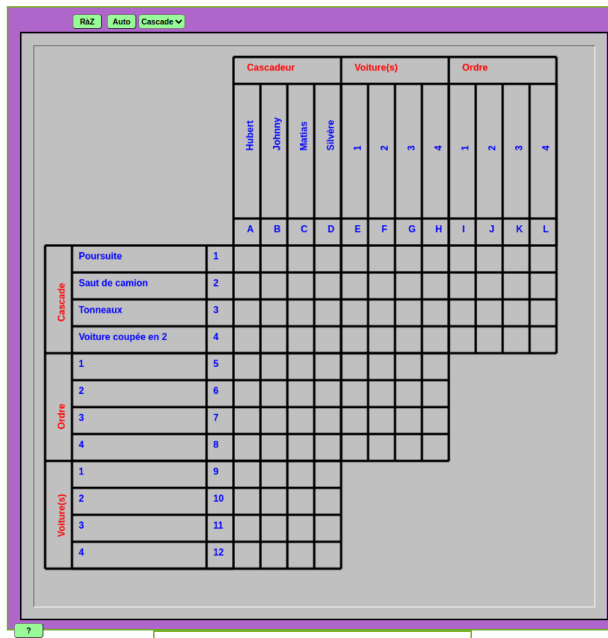 RàZ Auto Cascade
Cascadeur Voiture(s) Ordre
Hubert Johnny Matias Silvère 1 2 3 4 1 2 3 4
A B C D E F G H I J K L
Cascade
Poursuite 1
Saut de camion 2
Tonneaux 3
Voiture coupée en 2 4
Ordre
1 5
2 6
3 7
4 8
Voiture(s)
1 9
2 10
3 11
4 12
?